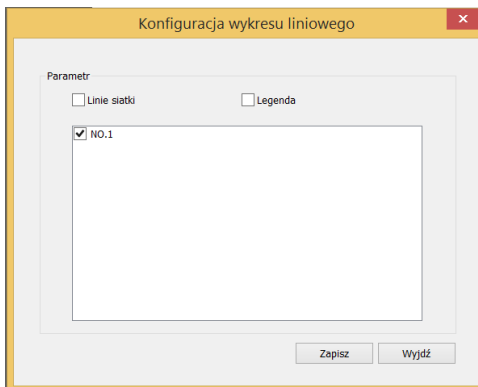 Konfiguracja wykresu liniowego
Parametr
Linie siatki Legenda
NO.1
Zapisz Wyjdź